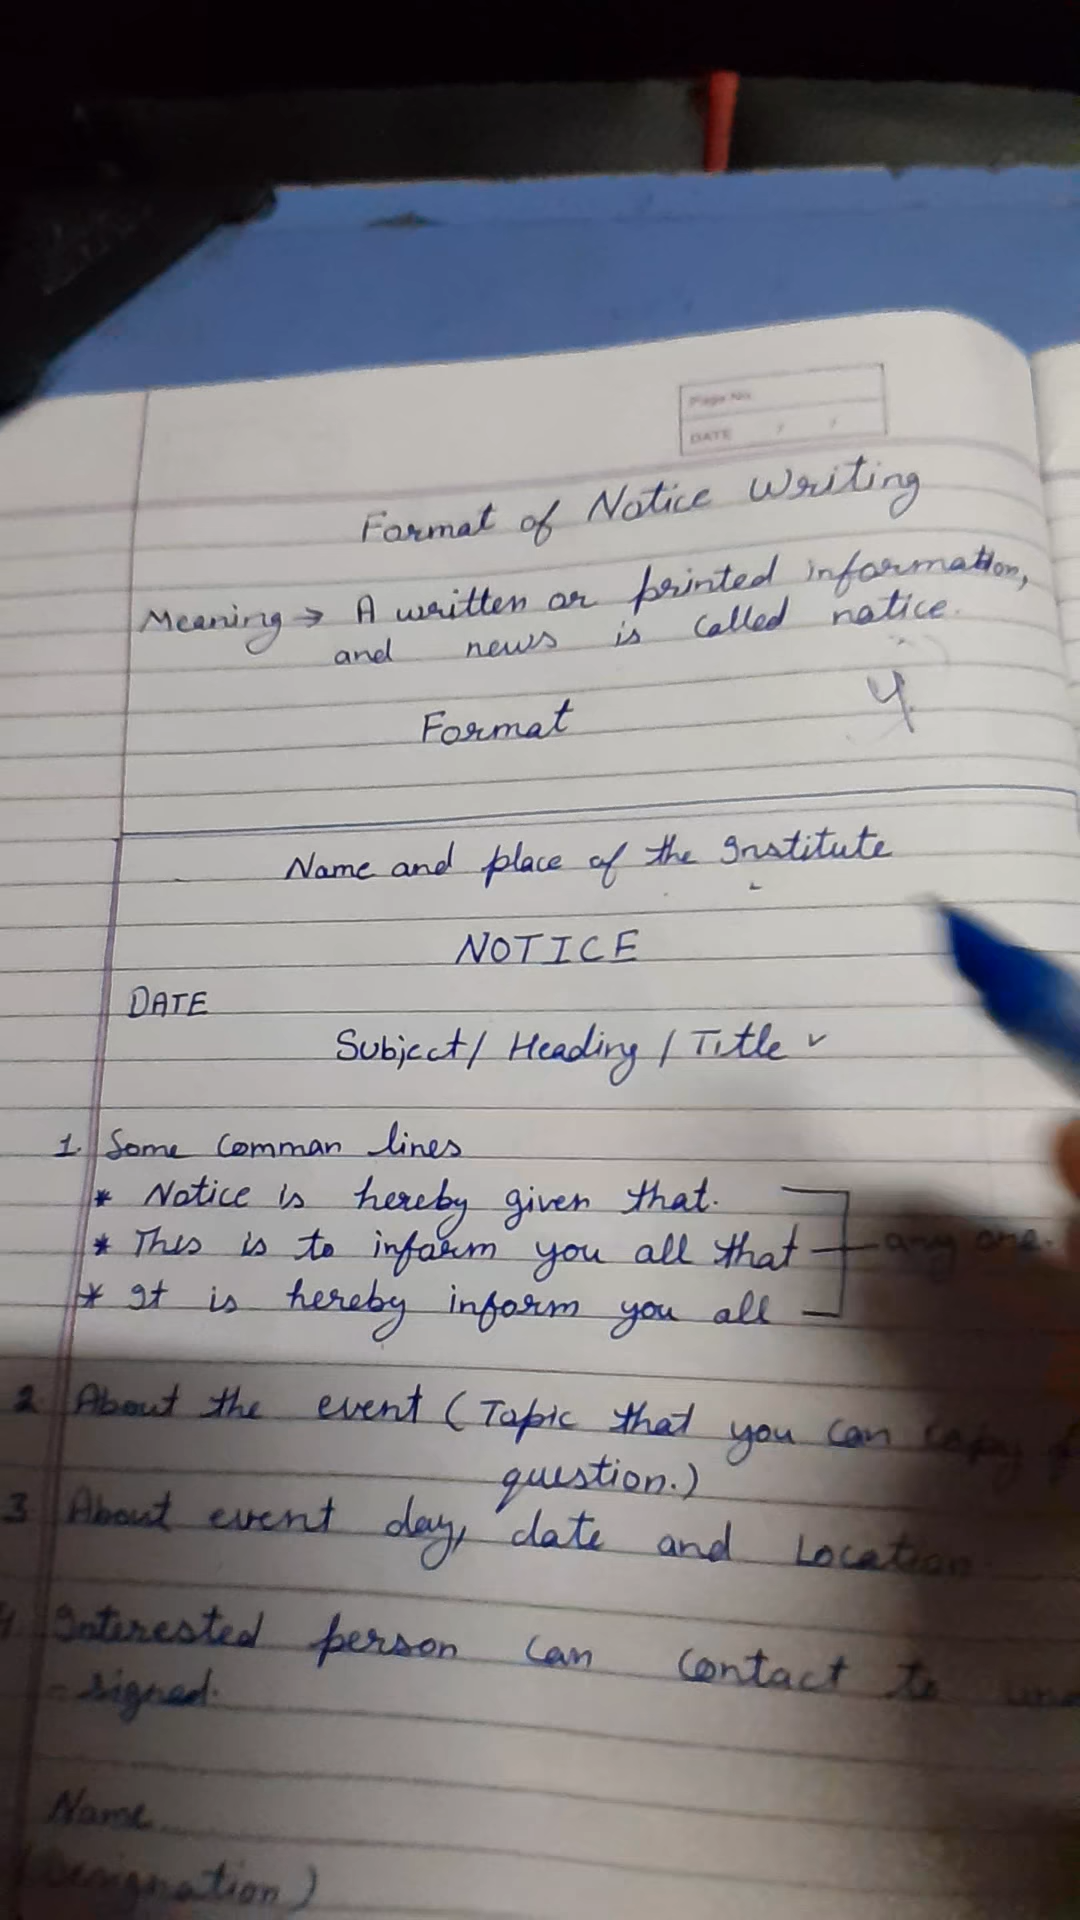 Page No.
DATE / /
Format of Notice Writing
Meaning → A written or printed information,
and news is called notice.
Format
4
Name and place of the Institute
NOTICE
DATE
Subject/ Heading / Title ✓
1. Some Comman lines
* Notice is hereby given that.
* This is to inform you all that — any one.
* It is hereby inform you all
2. About the event (Topic that you can copy
question.)
3 About event day, date and Location
4 Interested person can contact to un
-signed.
Name
(Designation)